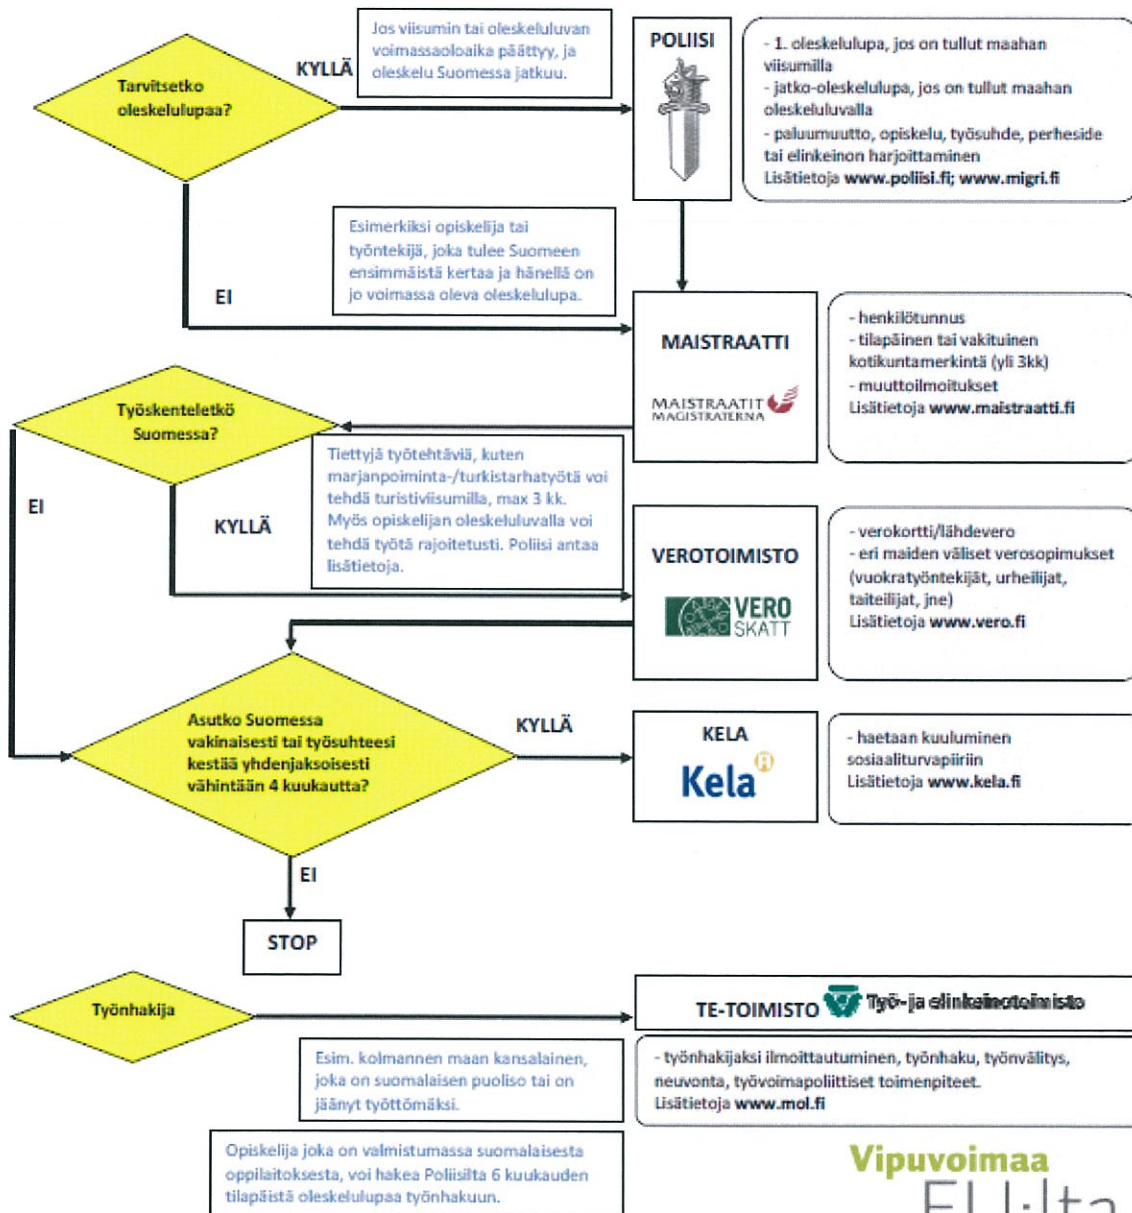 Jos viisumin tai oleskeluluvan
voimassaoloaika päättyy, ja
oleskelu Suomessa jatkuu.
Tarvitsetko
oleskelulupaa?
KYLLÄ
POLIISI
- 1. oleskelulupa, jos on tullut maahan
viisumilla
- jatko-oleskelulupa, jos on tullut maahan
oleskeluluvalla
- paluumuutto, opiskelu, työsuhde, perheside
tai elinkeinon harjoittaminen
Lisätietoja www.poliisi.fi; www.migri.fi
Esimerkiksi opiskelija tai
työntekijä, joka tulee Suomeen
ensimmäistä kertaa ja hänellä on
jo voimassa oleva oleskelulupa.
EI
MAISTRAATTI
MAISTRAATIT
MAGISTRATERNA
- henkilötunnus
- tilapäinen tai vakituinen
kotikuntamerkintä (yli 3kk)
- muuttoilmoitukset
Lisätietoja www.maistraatti.fi
Työskenteletkö
Suomessa?
EI
KYLLÄ
Tiettyjä työtehtäviä, kuten
marjanpoiminta-/turkistarhatyötä voi
tehdä turistiviisumilla, max 3 kk.
Myös opiskelijan oleskeluluvalla voi
tehdä työtä rajoitetusti. Poliisi antaa
lisätietoja.
VEROTOIMISTO
VERO
SKATT
- verokortti/lähdevero
- eri maiden väliset verosopimukset
(vuokratyöntekijät, urheilijat,
taiteilijat, jne)
Lisätietoja www.vero.fi
Asutko Suomessa
vakinaisesti tai työsuhteesi
kestää yhdenjaksoisesti
vähintään 4 kuukautta?
KYLLÄ
KELA
Kela
- haetaan kuuluminen
sosiaaliturvapiiriin
Lisätietoja www.kela.fi
EI
STOP
Työnhakija
TE-TOIMISTO
Työ- ja elinkeinotoimisto
Esim. kolmannen maan kansalainen,
joka on suomalaisen puoliso tai on
jäänyt työttömäksi.
- työnhakijaksi ilmoittautuminen, työnhaku, työnvälitys,
neuvonta, työvoimapoliittiset toimenpiteet.
Lisätietoja www.mol.fi
Opiskelija joka on valmistumassa suomalaisesta
oppilaitoksesta, voi hakea Poliisilta 6 kuukauden
tilapäistä oleskelulupaa työnhakuun.
Vipuvoimaa
EU:lta